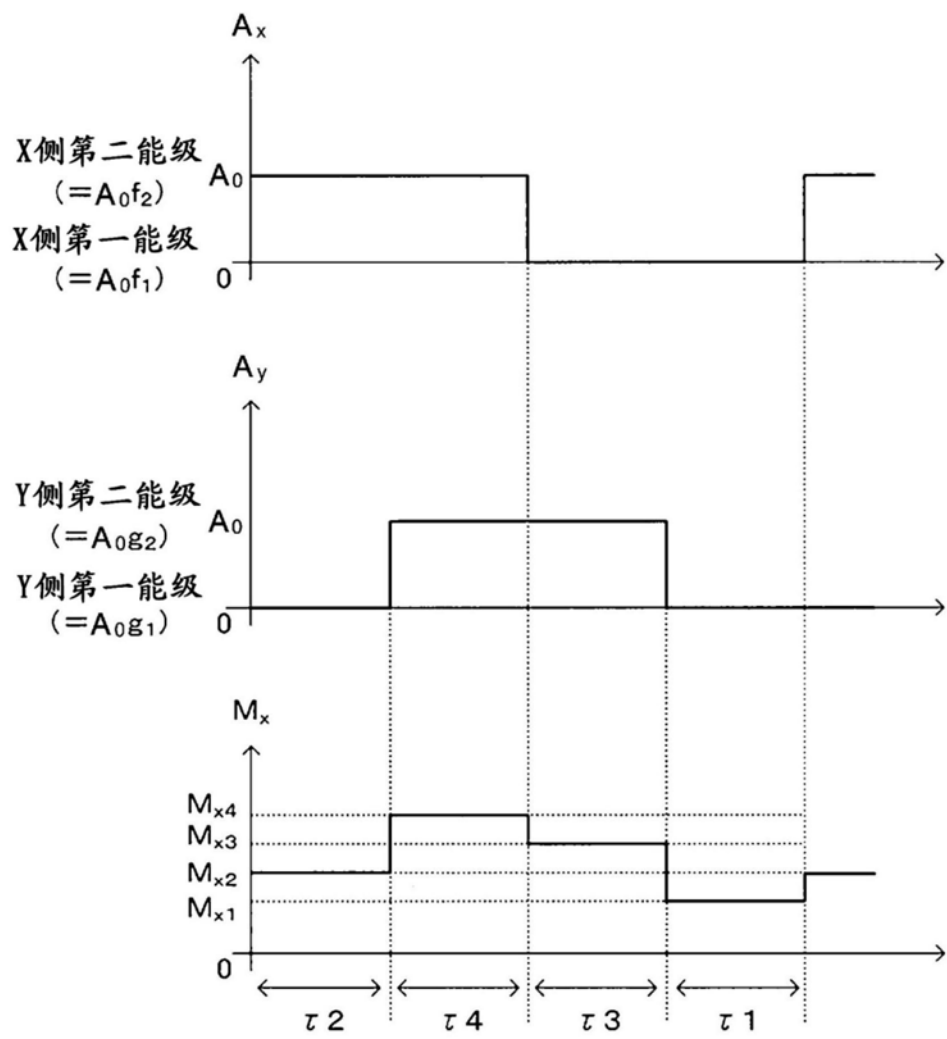 Aₓ
X侧第二能级
(=A₀f₂)
A₀
X侧第一能级
(=A₀f₁)
0
Aᵧ
Y侧第二能级
(=A₀g₂)
A₀
Y侧第一能级
(=A₀g₁)
0
Mₓ
Mₓ₄
Mₓ₃
Mₓ₂
Mₓ₁
0
τ2 τ4 τ3 τ1